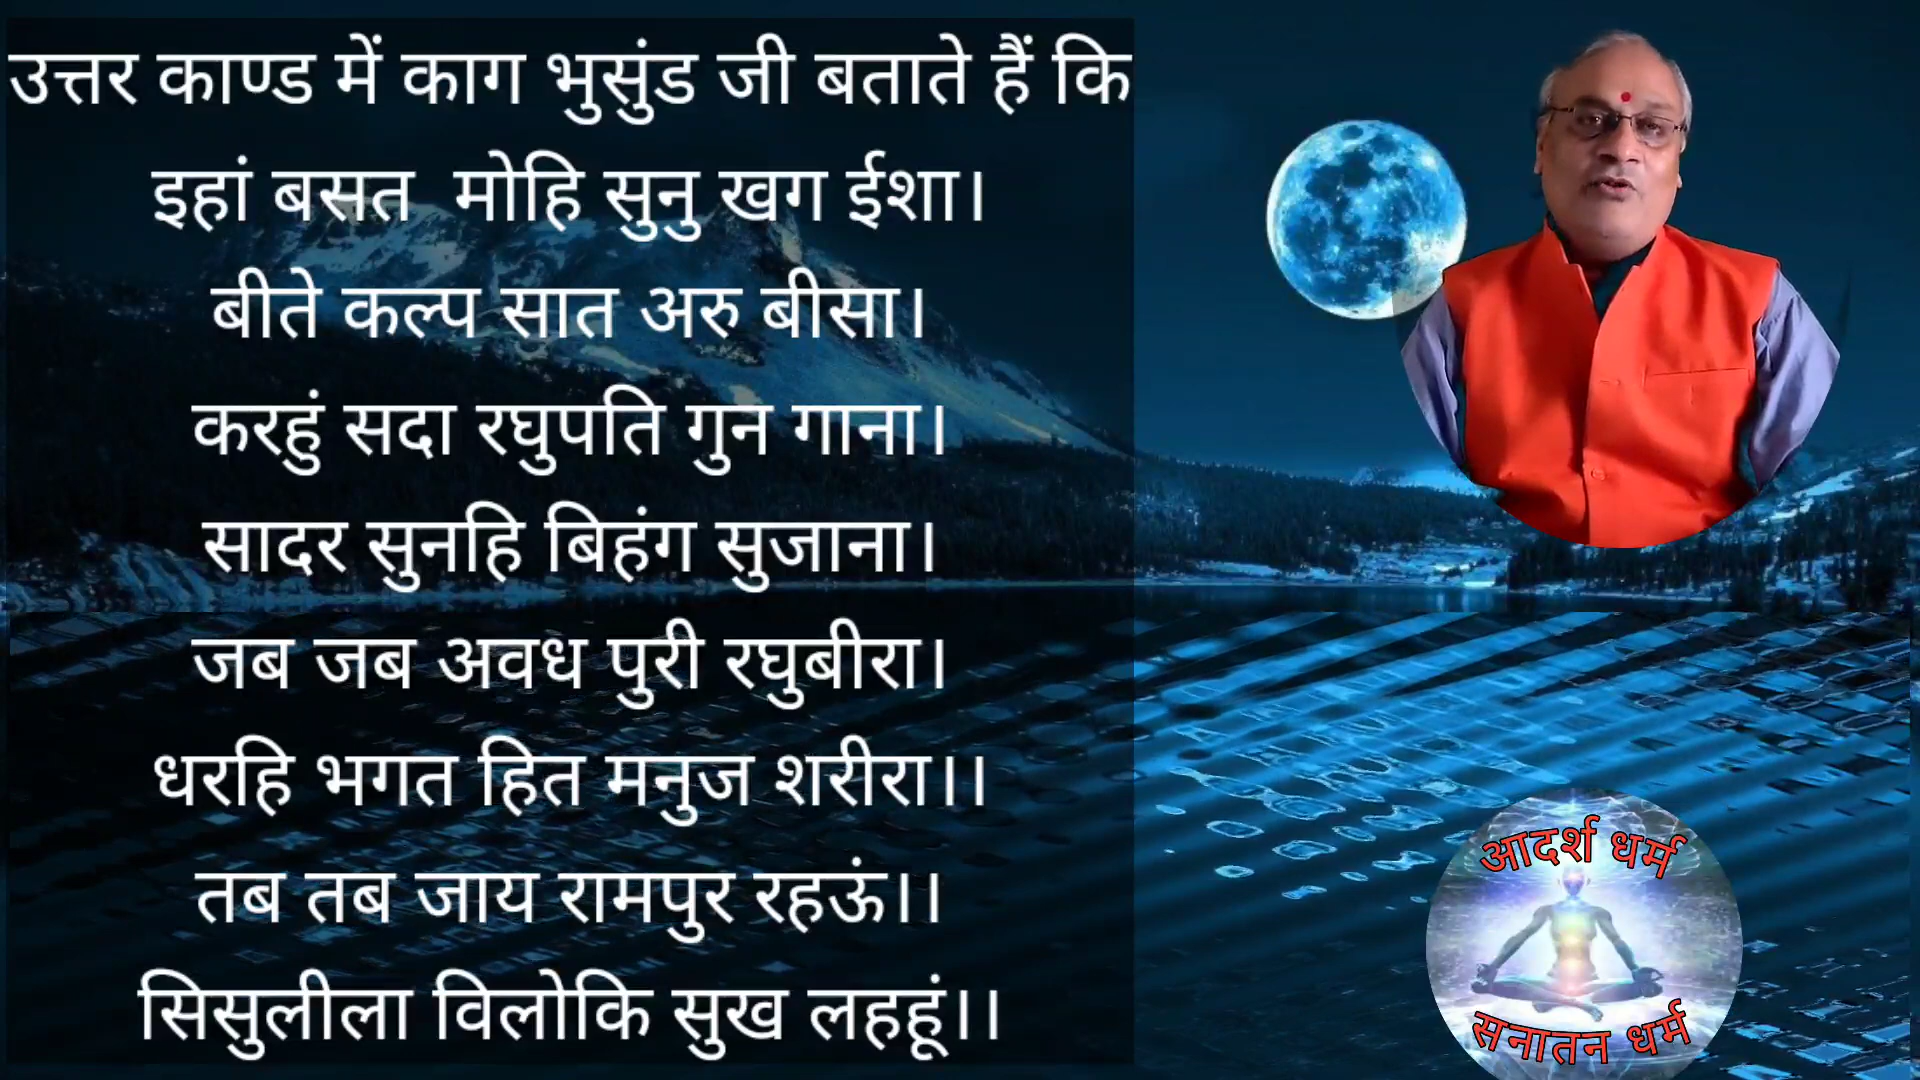 उत्तर काण्ड में काग भुसुंड जी बताते हैं कि
इहां बसत मोहि सुनु खग ईशा।
बीते कल्प सात अरु बीसा।
करहुं सदा रघुपति गुन गाना।
सादर सुनहि बिहंग सुजाना।
जब जब अवध पुरी रघुबीरा।
धरहि भगत हित मनुज शरीरा।।
तब तब जाय रामपुर रहऊं।।
सिसुलीला विलोकि सुख लहहूं।।
आदर्श धर्म
सनातन धर्म